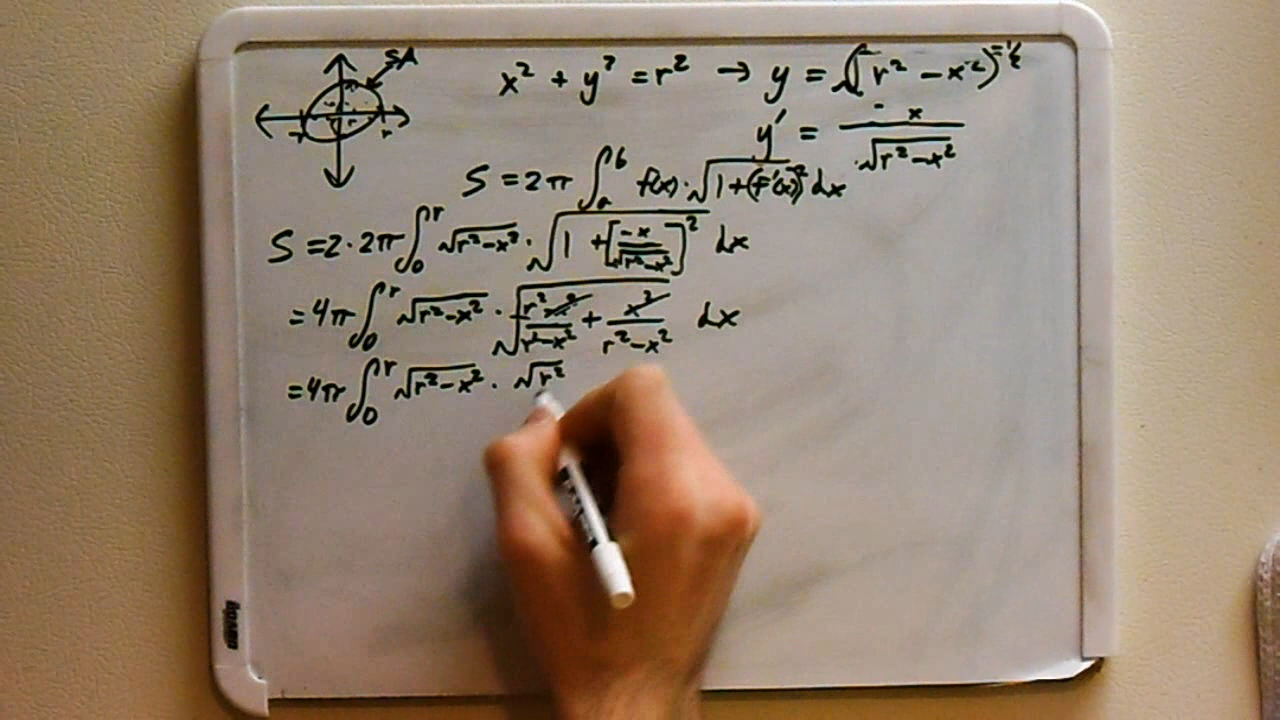 SA
x² + y² = r² → y = √(r² - x²)
y' = -x / √(r²-x²)
S = 2π ∫ₐᵇ f(x) · √(1+(f'(x))²) dx
S = 2·2π ∫₀ʳ √(r²-x²) · √(1 + [-x / √(r²-x²)]²) dx
= 4π ∫₀ʳ √(r²-x²) · √((r²-x²) / (r²-x²) + x² / (r²-x²)) dx
= 4π ∫₀ʳ √(r²-x²) · √r²